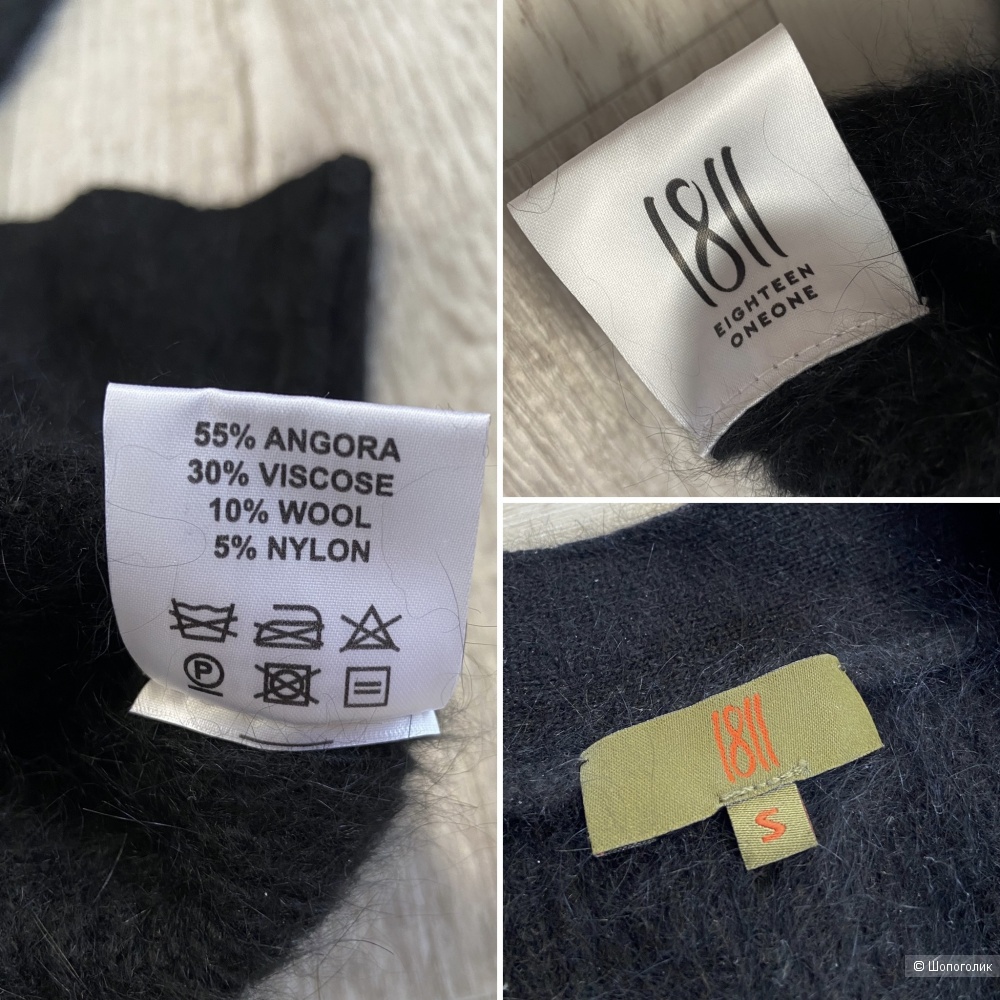 55% ANGORA
30% VISCOSE
10% WOOL
5% NYLON
P
1811
EIGHTEEN
ONEONE
1811
S
© Шопоголик